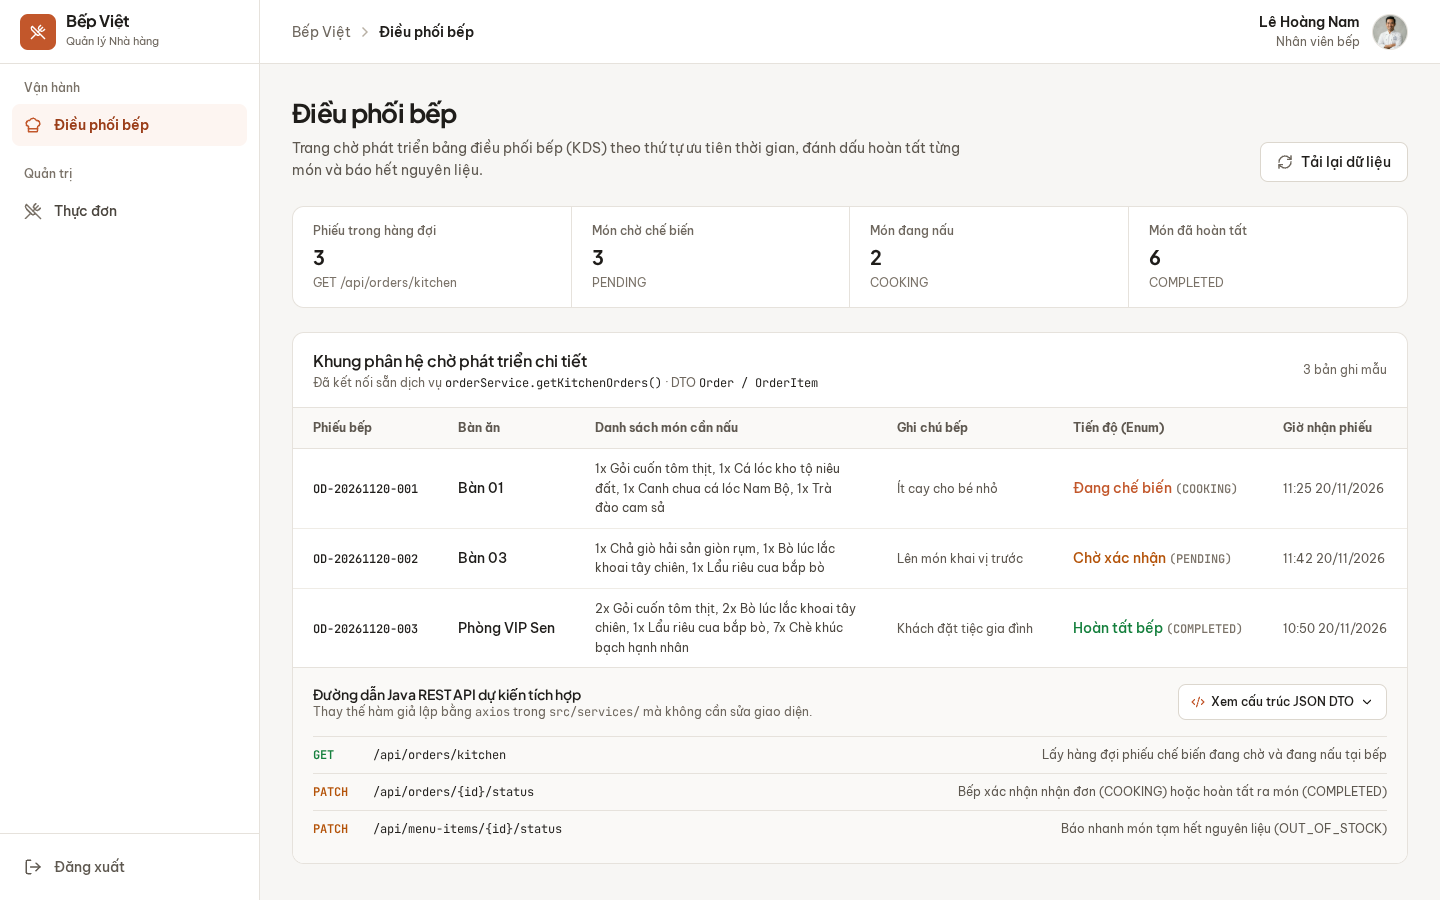 Bếp Việt
Quản lý Nhà hàng
Bếp Việt > Điều phối bếp
Lê Hoàng Nam
Nhân viên bếp
Vận hành
Điều phối bếp
Quản trị
Thực đơn
Đăng xuất
Điều phối bếp
Trang chờ phát triển bảng điều phối bếp (KDS) theo thứ tự ưu tiên thời gian, đánh dấu hoàn tất từng
món và báo hết nguyên liệu.
Tải lại dữ liệu
Phiếu trong hàng đợi
3
GET /api/orders/kitchen
Món chờ chế biến
3
PENDING
Món đang nấu
2
COOKING
Món đã hoàn tất
6
COMPLETED
Khung phân hệ chờ phát triển chi tiết
Đã kết nối sẵn dịch vụ orderService.getKitchenOrders() · DTO Order / OrderItem
3 bản ghi mẫu
Phiếu bếp Bàn ăn Danh sách món cần nấu Ghi chú bếp Tiến độ (Enum) Giờ nhận phiếu
OD-20261120-001 Bàn 01
1x Gỏi cuốn tôm thịt, 1x Cá lóc kho tộ niêu
đất, 1x Canh chua cá lóc Nam Bộ, 1x Trà
đào cam sả
Ít cay cho bé nhỏ Đang chế biến (COOKING) 11:25 20/11/2026
OD-20261120-002 Bàn 03
1x Chả giò hải sản giòn rụm, 1x Bò lúc lắc
khoai tây chiên, 1x Lẩu riêu cua bắp bò
Lên món khai vị trước Chờ xác nhận (PENDING) 11:42 20/11/2026
OD-20261120-003 Phòng VIP Sen
2x Gỏi cuốn tôm thịt, 2x Bò lúc lắc khoai tây
chiên, 1x Lẩu riêu cua bắp bò, 7x Chè khúc
bạch hạnh nhân
Khách đặt tiệc gia đình Hoàn tất bếp (COMPLETED) 10:50 20/11/2026
Đường dẫn Java REST API dự kiến tích hợp
Thay thế hàm giả lập bằng axios trong src/services/ mà không cần sửa giao diện.
Xem cấu trúc JSON DTO
GET /api/orders/kitchen Lấy hàng đợi phiếu chế biến đang chờ và đang nấu tại bếp
PATCH /api/orders/{id}/status Bếp xác nhận nhận đơn (COOKING) hoặc hoàn tất ra món (COMPLETED)
PATCH /api/menu-items/{id}/status Báo nhanh món tạm hết nguyên liệu (OUT_OF_STOCK)